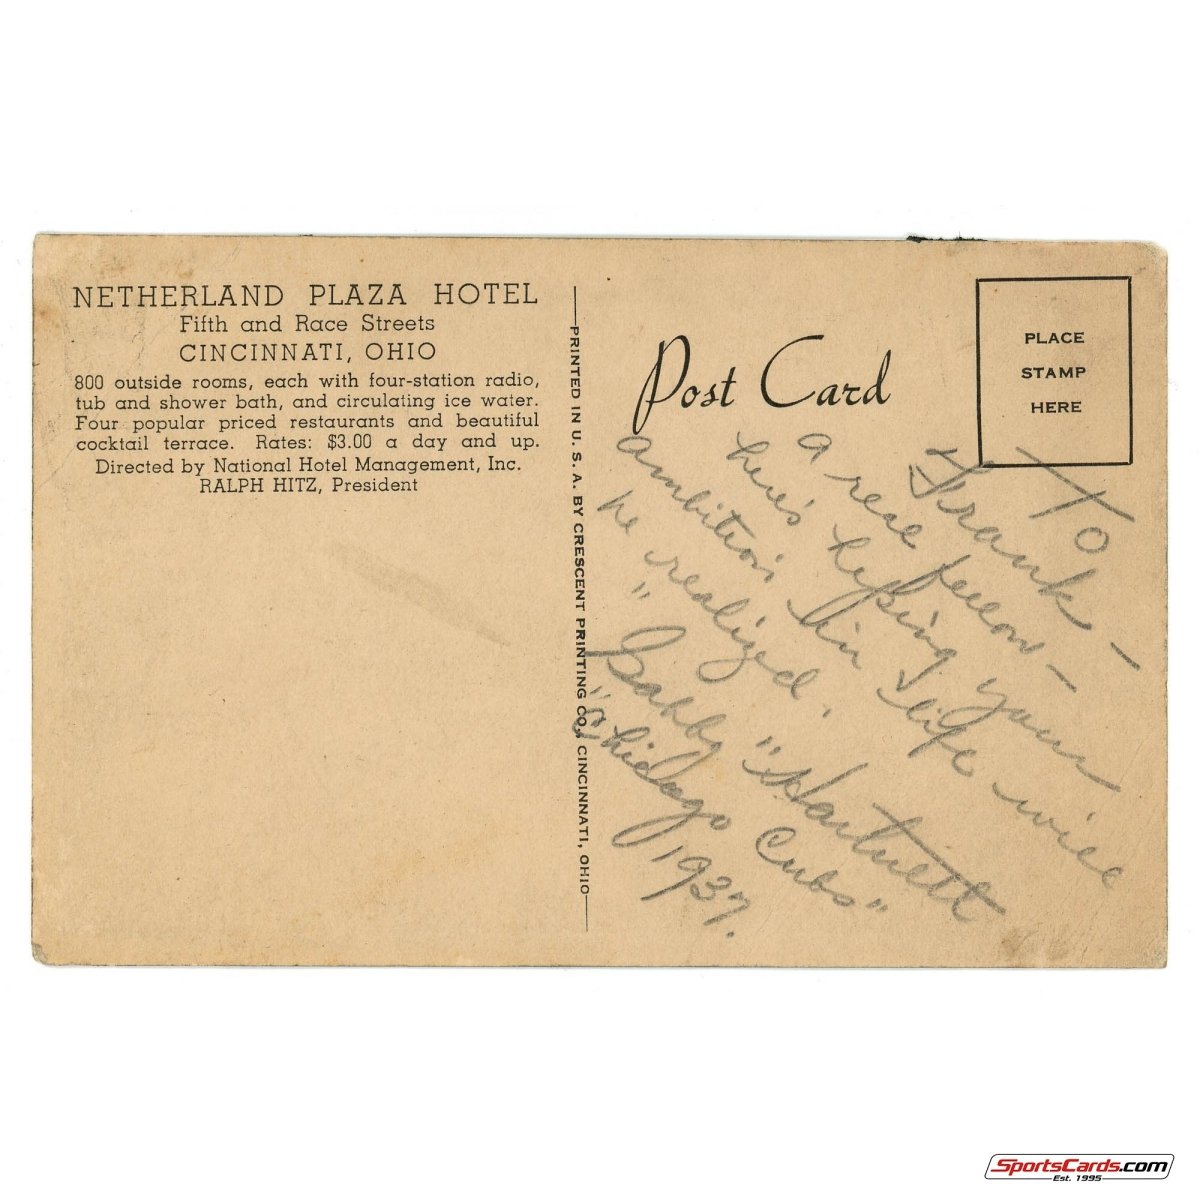 NETHERLAND PLAZA HOTEL
Fifth and Race Streets
CINCINNATI, OHIO
800 outside rooms, each with four-station radio,
tub and shower bath, and circulating ice water.
Four popular priced restaurants and beautiful
cocktail terrace. Rates: $3.00 a day and up.
Directed by National Hotel Management, Inc.
RALPH HITZ, President
PRINTED IN U. S. A. BY CRESCENT PRINTING CO., CINCINNATI, OHIO
Post Card
PLACE
STAMP
HERE
To
Frank -
a real fellow -
here's hoping your
ambition in life will
be realized.
"Gabby" Hartnett
"Chicago Cubs"
1937.
SportsCards.com
Est. 1995